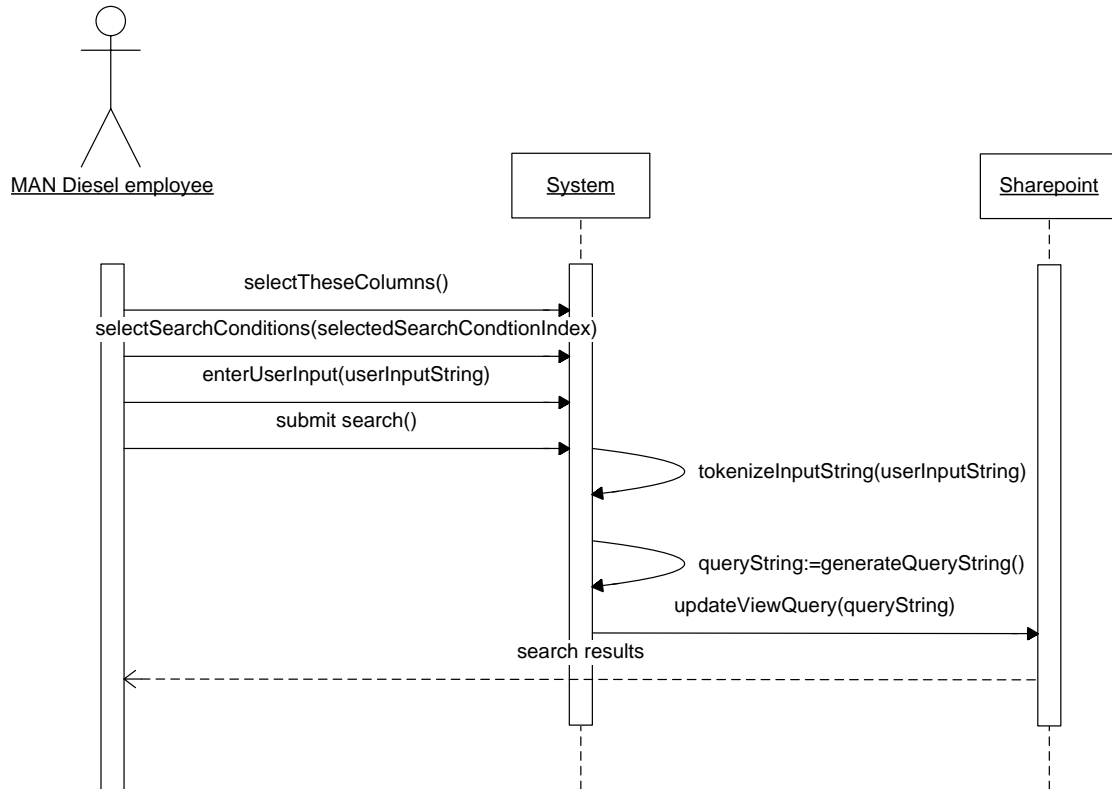 MAN Diesel employee
System
Sharepoint
selectTheseColumns()
selectSearchConditions(selectedSearchCondtionIndex)
enterUserInput(userInputString)
submit search()
tokenizeInputString(userInputString)
queryString:=generateQueryString()
updateViewQuery(queryString)
search results